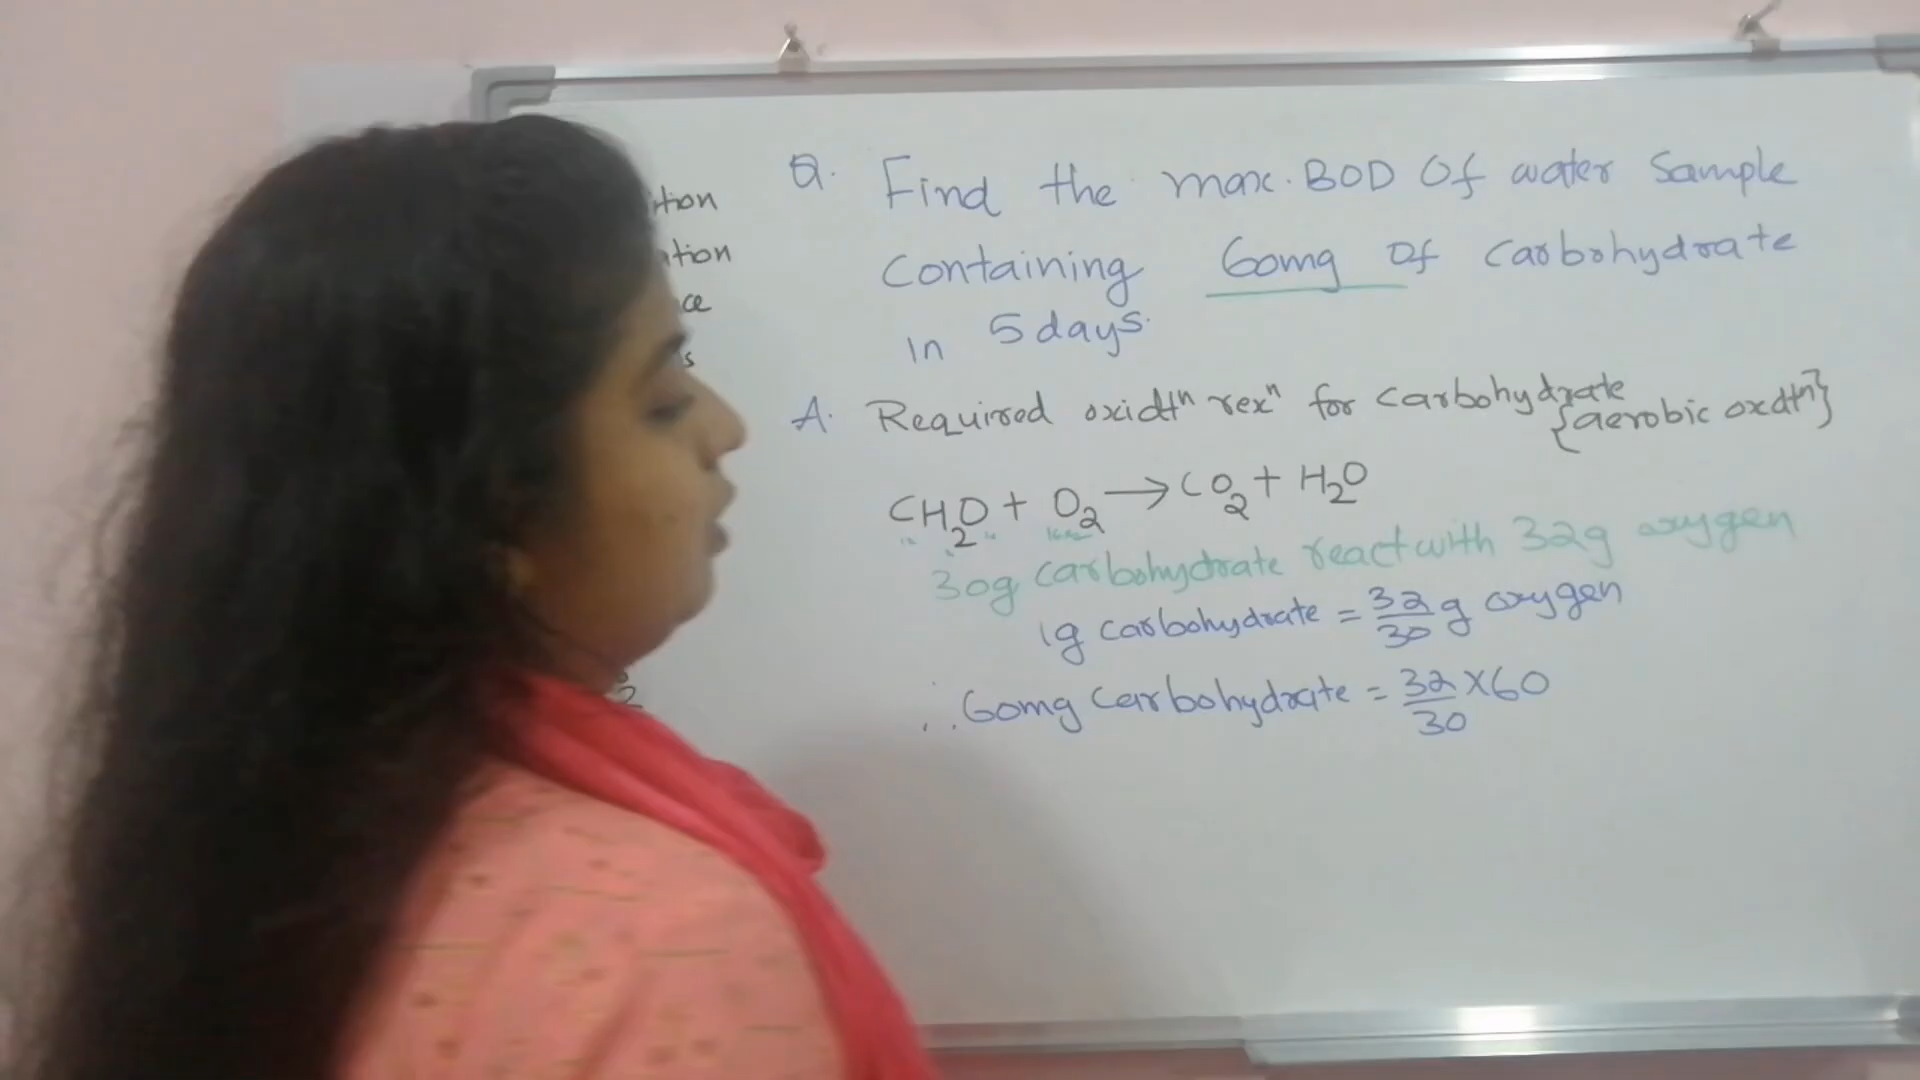 Q. Find the max. BOD of water sample
containing 60mg of carbohydrate
in 5 days.
A. Required oxidtⁿ rexⁿ for carbohydrate
{aerobic oxdtⁿ}
CH₂O + O₂ → CO₂ + H₂O
30g carbohydrate react with 32g oxygen
1g carbohydrate = 32/30 g oxygen
∴ 60mg carbohydrate = 32/30 × 60